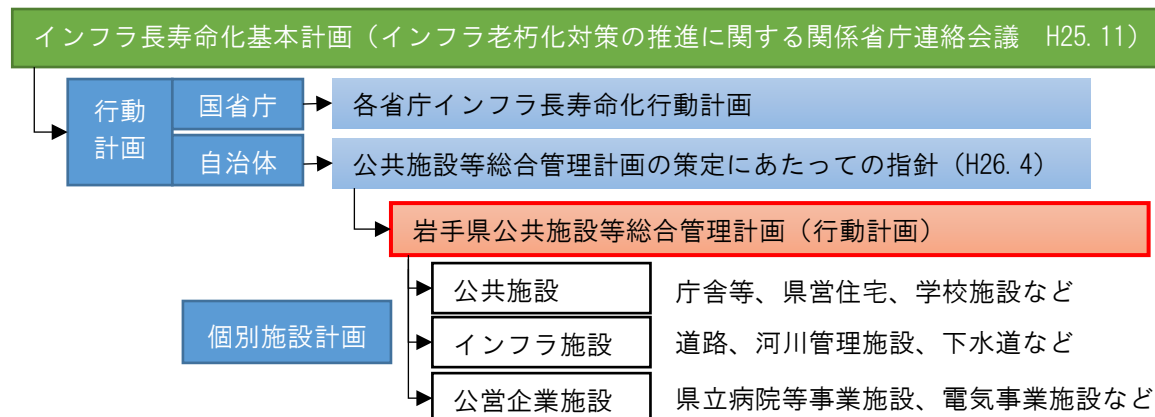 インフラ長寿命化基本計画（インフラ老朽化対策の推進に関する関係省庁連絡会議　H25.11）
行動
計画
国省庁
各省庁インフラ長寿命化行動計画
自治体
公共施設等総合管理計画の策定にあたっての指針（H26.4）
岩手県公共施設等総合管理計画（行動計画）
個別施設計画
公共施設
庁舎等、県営住宅、学校施設など
インフラ施設
道路、河川管理施設、下水道など
公営企業施設
県立病院等事業施設、電気事業施設など